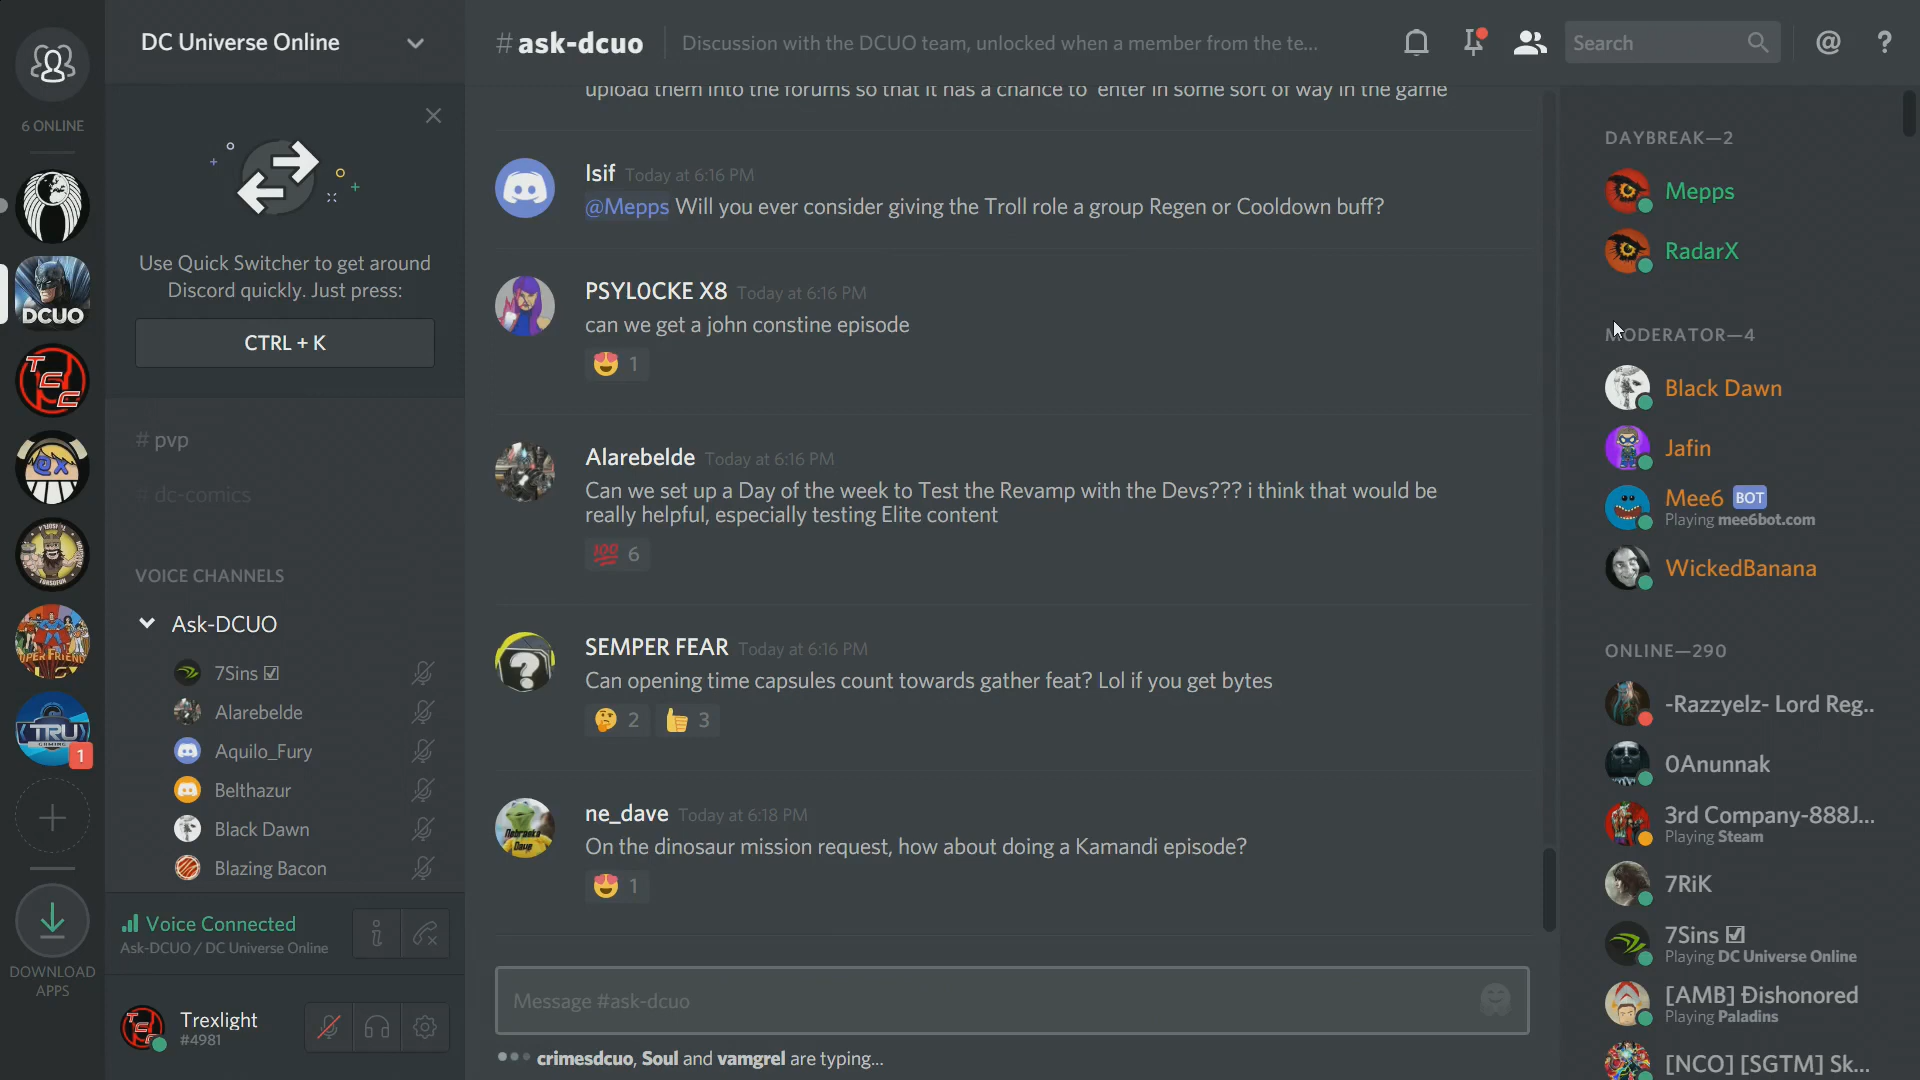 6 ONLINE
DCUO
TCC
TRU
GAMING
1
DOWNLOAD
APPS
DC Universe Online
Use Quick Switcher to get around
Discord quickly. Just press:
CTRL + K
# pvp
# dc-comics
VOICE CHANNELS
Ask-DCUO
7Sins ☑
Alarebelde
Aquilo_Fury
Belthazur
Black Dawn
Blazing Bacon
Voice Connected
Ask-DCUO / DC Universe Online
Trexlight
#4981
# ask-dcuo
Discussion with the DCUO team, unlocked when a member from the te...
Search
@
?
upload them into the forums so that it has a chance to enter in some sort of way in the game
lsif Today at 6:16 PM
@Mepps Will you ever consider giving the Troll role a group Regen or Cooldown buff?
PSYLOCKE X8 Today at 6:16 PM
can we get a john constine episode
😍 1
Alarebelde Today at 6:16 PM
Can we set up a Day of the week to Test the Revamp with the Devs??? i think that would be
really helpful, especially testing Elite content
💯 6
SEMPER FEAR Today at 6:16 PM
Can opening time capsules count towards gather feat? Lol if you get bytes
🤔 2 👍 3
ne_dave Today at 6:18 PM
On the dinosaur mission request, how about doing a Kamandi episode?
😍 1
Message #ask-dcuo
crimesdcuo, Soul and vamgrel are typing...
DAYBREAK—2
Mepps
RadarX
MODERATOR—4
Black Dawn
Jafin
Mee6 BOT
Playing mee6bot.com
WickedBanana
ONLINE—290
-Razzyelz- Lord Reg..
0Anunnak
3rd Company-888J...
Playing Steam
7RiK
7Sins ☑
Playing DC Universe Online
[AMB] Đishonored
Playing Paladins
[NCO] [SGTM] Sk...